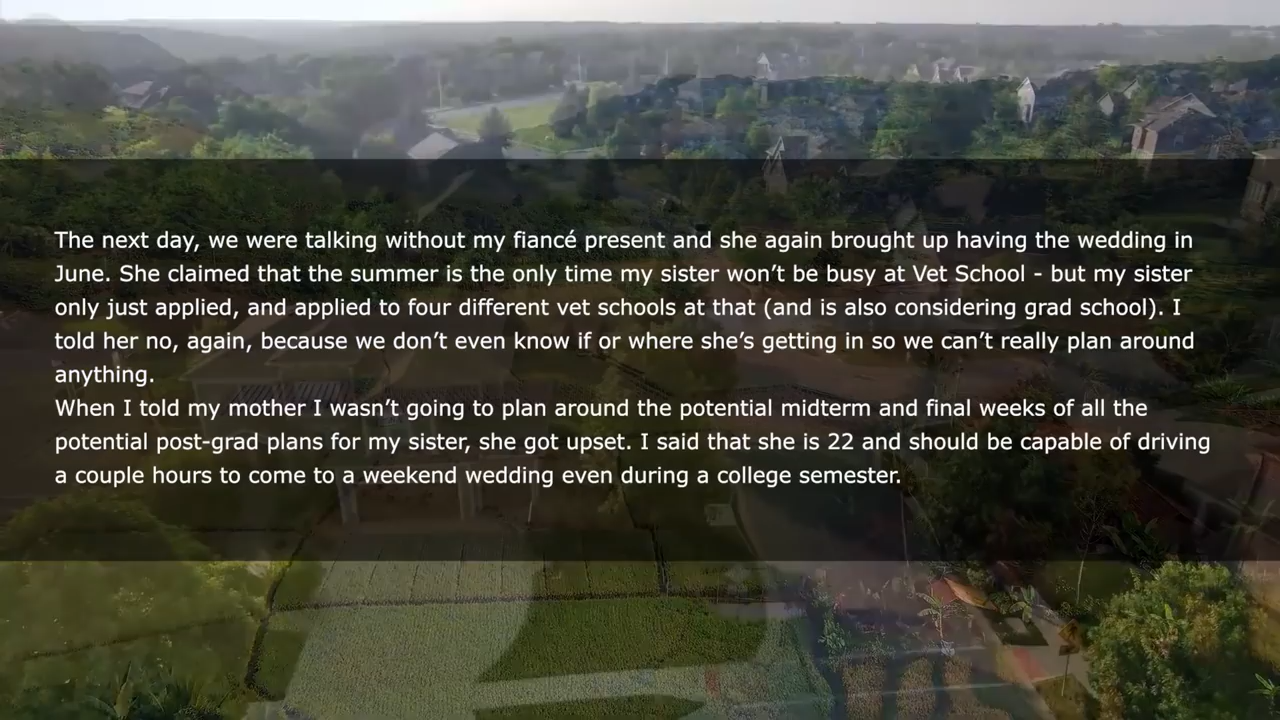 The next day, we were talking without my fiancé present and she again brought up having the wedding in
June. She claimed that the summer is the only time my sister won’t be busy at Vet School - but my sister
only just applied, and applied to four different vet schools at that (and is also considering grad school). I
told her no, again, because we don’t even know if or where she’s getting in so we can’t really plan around
anything.
When I told my mother I wasn’t going to plan around the potential midterm and final weeks of all the
potential post-grad plans for my sister, she got upset. I said that she is 22 and should be capable of driving
a couple hours to come to a weekend wedding even during a college semester.